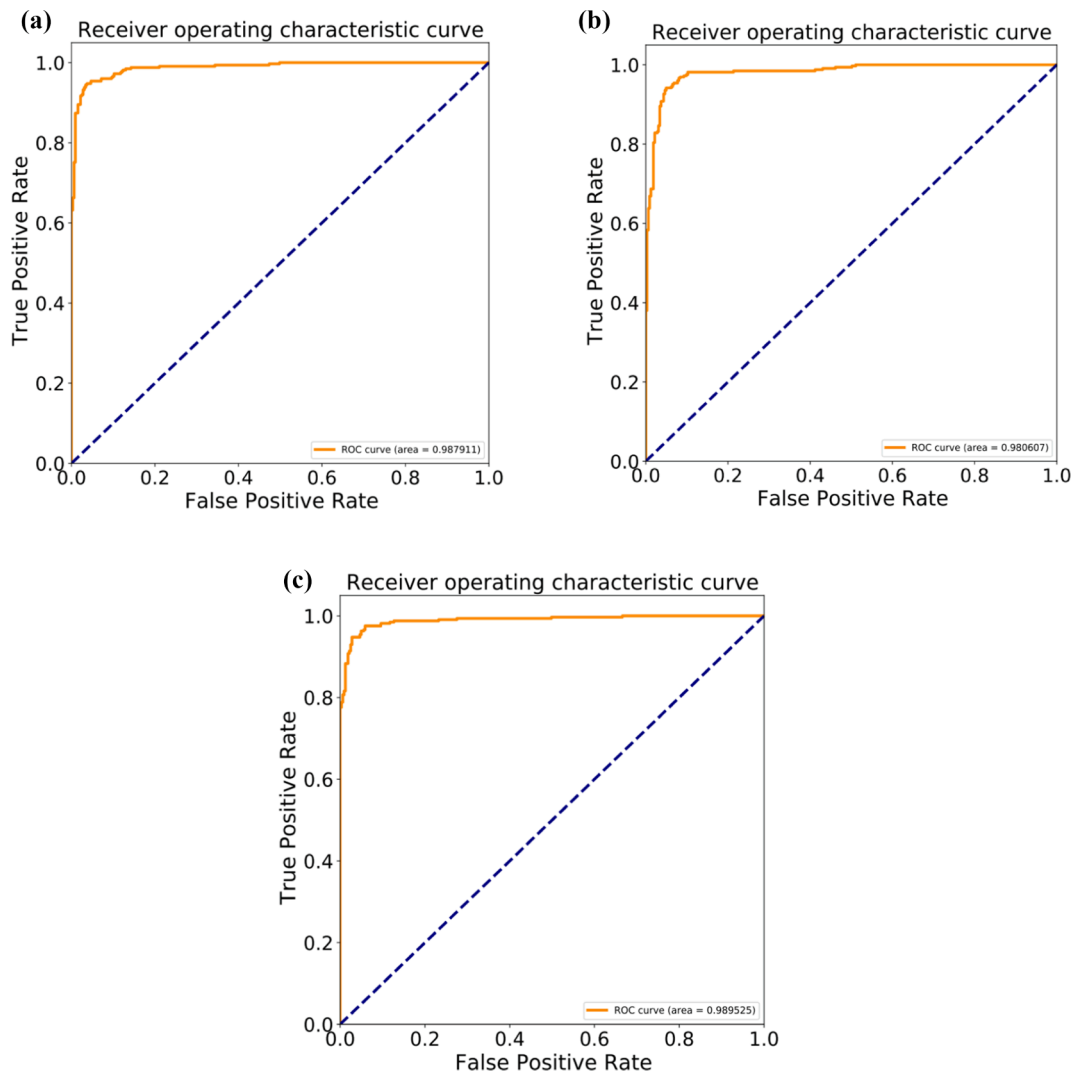 (a)
Receiver operating characteristic curve
True Positive Rate
1.0
0.8
0.6
0.4
0.2
0.0
ROC curve (area = 0.987911)
0.0 0.2 0.4 0.6 0.8 1.0
False Positive Rate
(b)
Receiver operating characteristic curve
True Positive Rate
1.0
0.8
0.6
0.4
0.2
0.0
ROC curve (area = 0.980607)
0.0 0.2 0.4 0.6 0.8 1.0
False Positive Rate
(c)
Receiver operating characteristic curve
True Positive Rate
1.0
0.8
0.6
0.4
0.2
0.0
ROC curve (area = 0.989525)
0.0 0.2 0.4 0.6 0.8 1.0
False Positive Rate